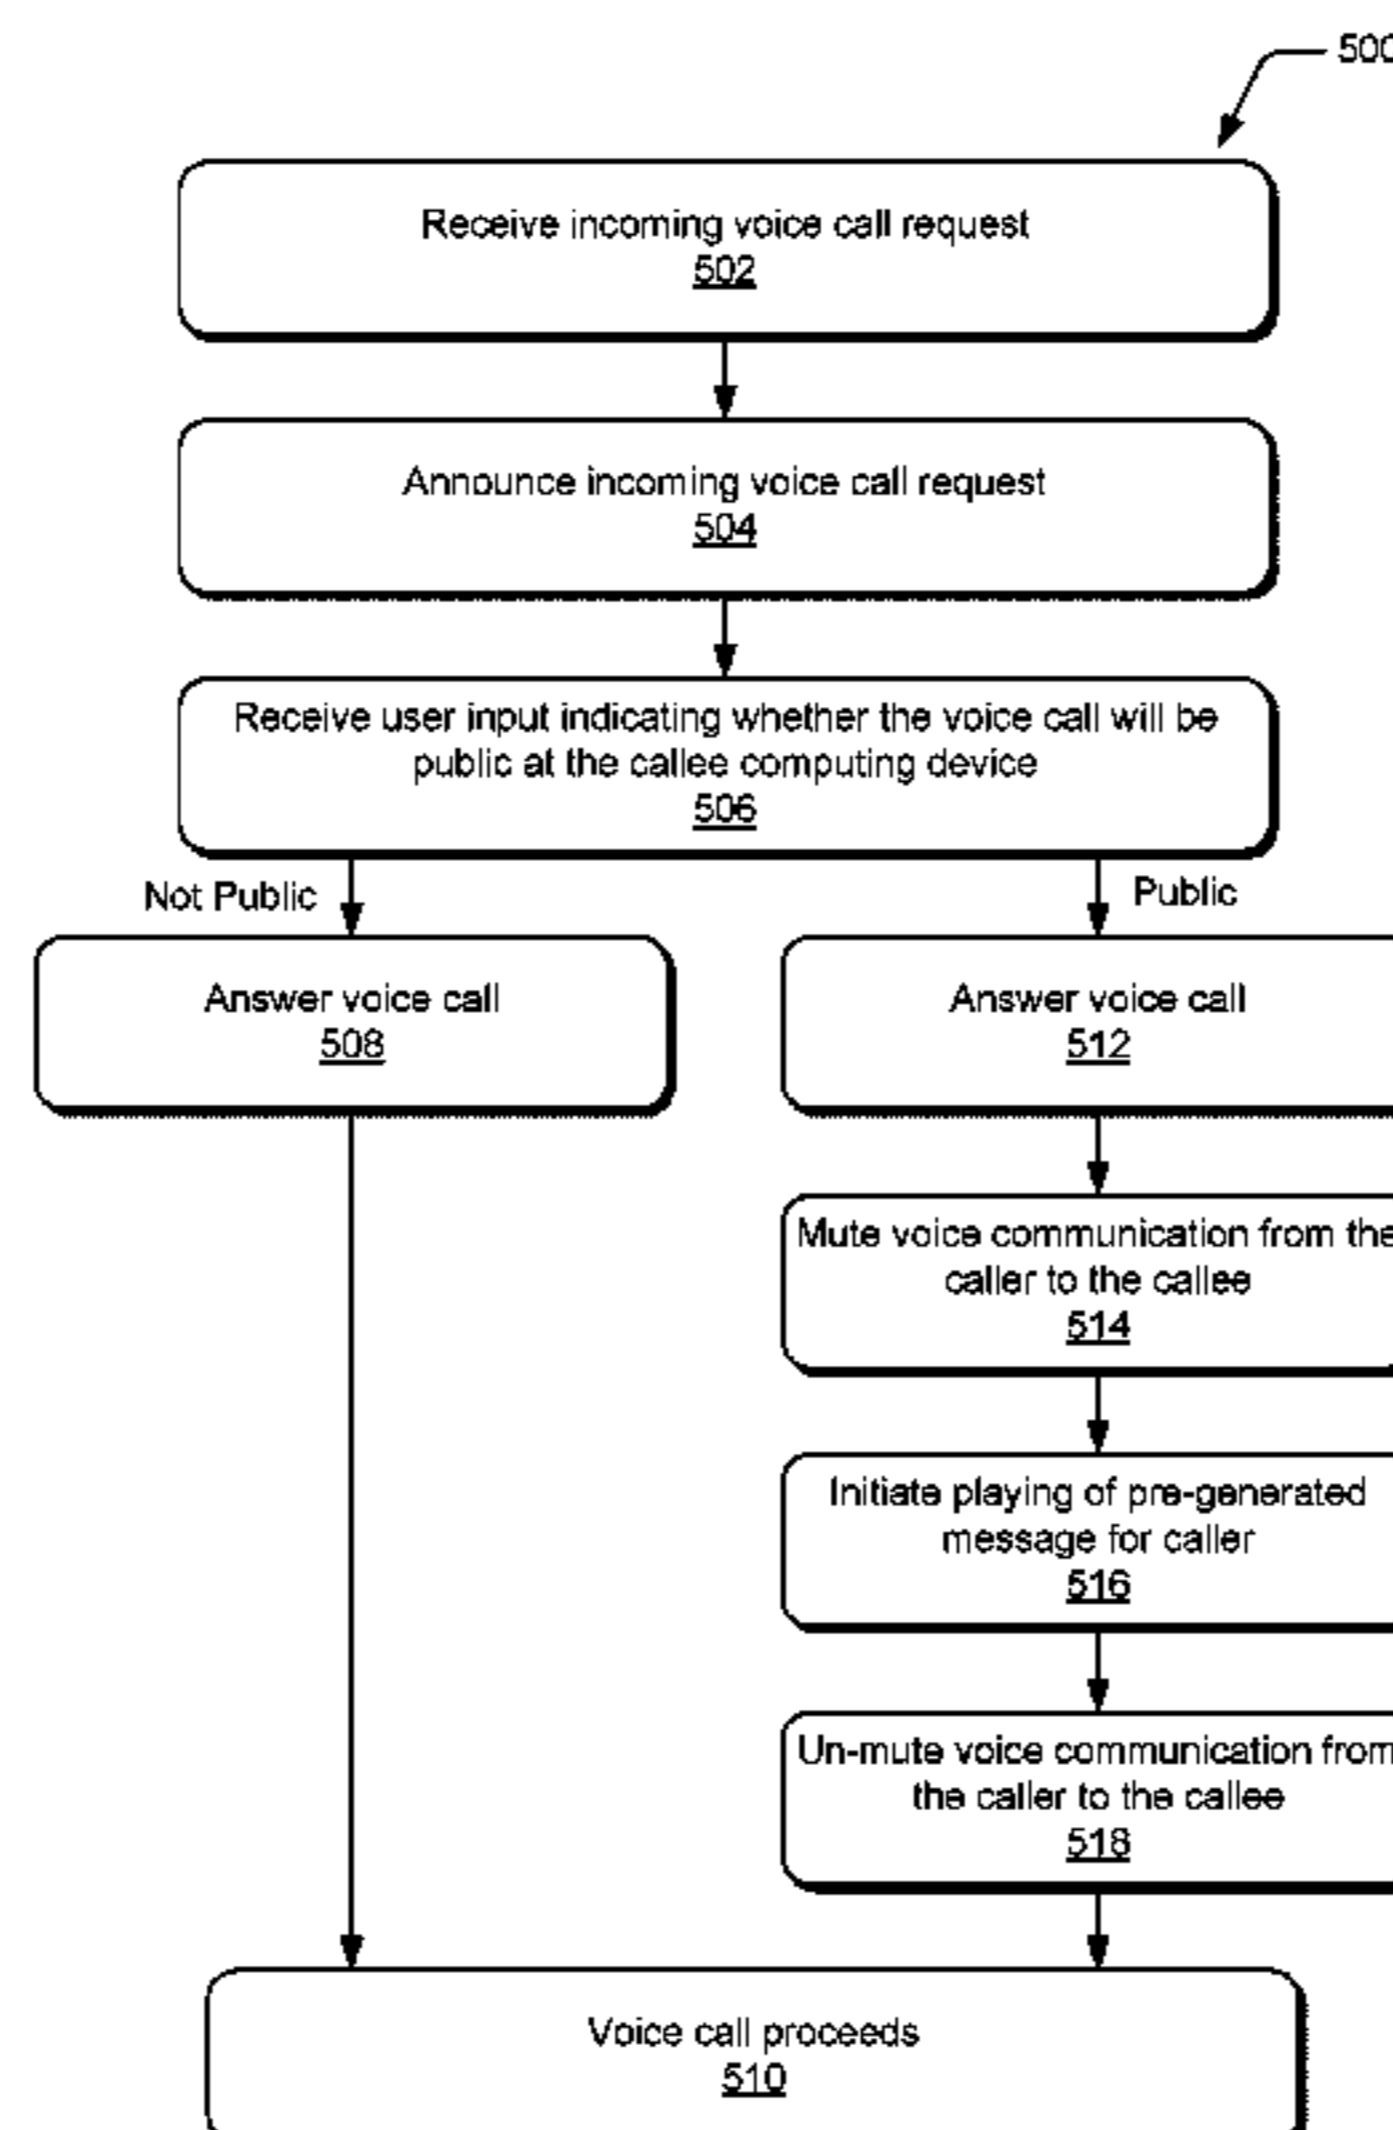 500
Receive incoming voice call request
502
Announce incoming voice call request
504
Receive user input indicating whether the voice call will be
public at the callee computing device
506
Not Public
Public
Answer voice call
508
Answer voice call
512
Mute voice communication from the
caller to the callee
514
Initiate playing of pre-generated
message for caller
516
Un-mute voice communication from
the caller to the callee
518
Voice call proceeds
510